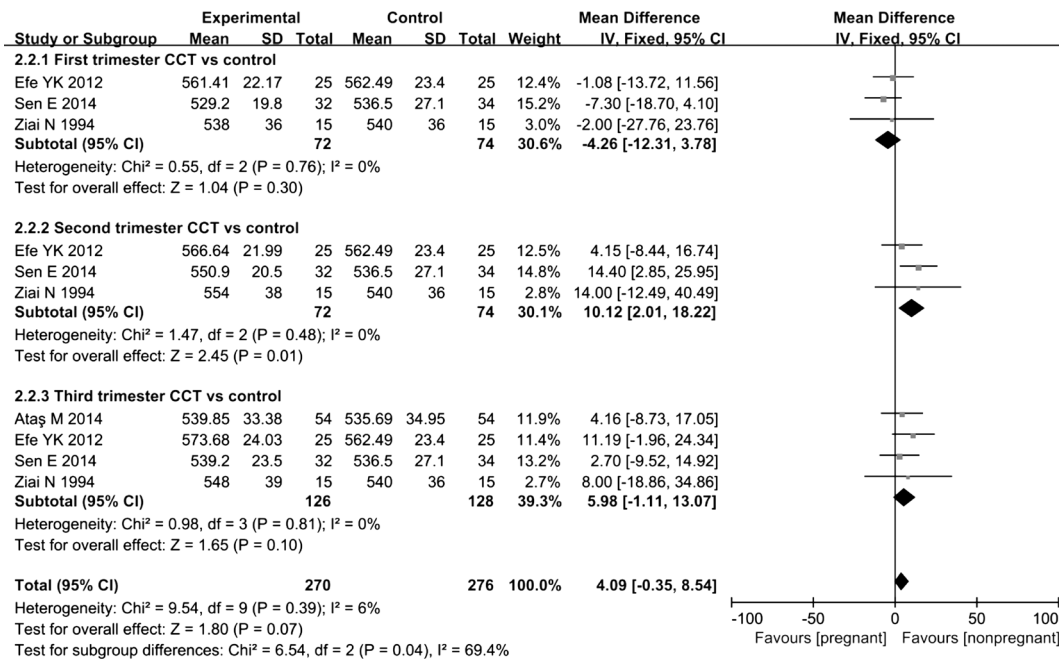 Experimental Control Mean Difference Mean Difference
Study or Subgroup Mean SD Total Mean SD Total Weight IV, Fixed, 95% CI IV, Fixed, 95% CI
2.2.1 First trimester CCT vs control
Efe YK 2012 561.41 22.17 25 562.49 23.4 25 12.4% -1.08 [-13.72, 11.56]
Sen E 2014 529.2 19.8 32 536.5 27.1 34 15.2% -7.30 [-18.70, 4.10]
Ziai N 1994 538 36 15 540 36 15 3.0% -2.00 [-27.76, 23.76]
Subtotal (95% CI) 72 74 30.6% -4.26 [-12.31, 3.78]
Heterogeneity: Chi² = 0.55, df = 2 (P = 0.76); I² = 0%
Test for overall effect: Z = 1.04 (P = 0.30)
2.2.2 Second trimester CCT vs control
Efe YK 2012 566.64 21.99 25 562.49 23.4 25 12.5% 4.15 [-8.44, 16.74]
Sen E 2014 550.9 20.5 32 536.5 27.1 34 14.8% 14.40 [2.85, 25.95]
Ziai N 1994 554 38 15 540 36 15 2.8% 14.00 [-12.49, 40.49]
Subtotal (95% CI) 72 74 30.1% 10.12 [2.01, 18.22]
Heterogeneity: Chi² = 1.47, df = 2 (P = 0.48); I² = 0%
Test for overall effect: Z = 2.45 (P = 0.01)
2.2.3 Third trimester CCT vs control
Ataş M 2014 539.85 33.38 54 535.69 34.95 54 11.9% 4.16 [-8.73, 17.05]
Efe YK 2012 573.68 24.03 25 562.49 23.4 25 11.4% 11.19 [-1.96, 24.34]
Sen E 2014 539.2 23.5 32 536.5 27.1 34 13.2% 2.70 [-9.52, 14.92]
Ziai N 1994 548 39 15 540 36 15 2.7% 8.00 [-18.86, 34.86]
Subtotal (95% CI) 126 128 39.3% 5.98 [-1.11, 13.07]
Heterogeneity: Chi² = 0.98, df = 3 (P = 0.81); I² = 0%
Test for overall effect: Z = 1.65 (P = 0.10)
Total (95% CI) 270 276 100.0% 4.09 [-0.35, 8.54]
Heterogeneity: Chi² = 9.54, df = 9 (P = 0.39); I² = 6%
Test for overall effect: Z = 1.80 (P = 0.07)
Test for subgroup differences: Chi² = 6.54, df = 2 (P = 0.04), I² = 69.4%
-100 -50 0 50 100
Favours [pregnant] Favours [nonpregnant]